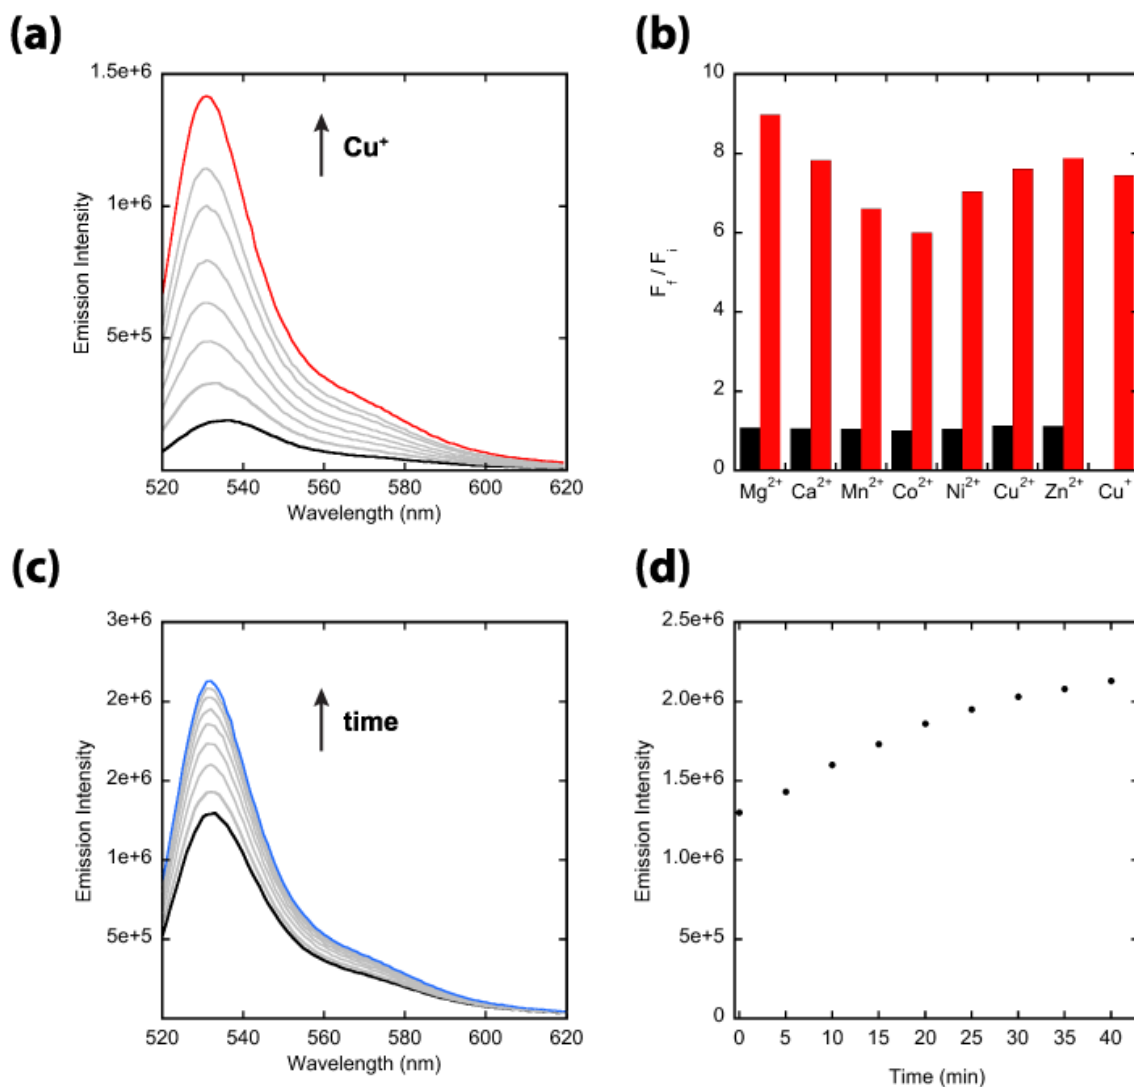 (a)
1.5e+6
1e+6
5e+5
0
Emission Intensity
Cu⁺
520 540 560 580 600 620
Wavelength (nm)
(b)
10
8
6
4
2
0
F_f / F_i
Mg²⁺ Ca²⁺ Mn²⁺ Co²⁺ Ni²⁺ Cu²⁺ Zn²⁺ Cu⁺
(c)
3e+6
2e+6
2e+6
1e+6
5e+5
0
Emission Intensity
time
520 540 560 580 600 620
Wavelength (nm)
(d)
2.5e+6
2.0e+6
1.5e+6
1.0e+6
5e+5
0
Emission Intensity
0 5 10 15 20 25 30 35 40
Time (min)